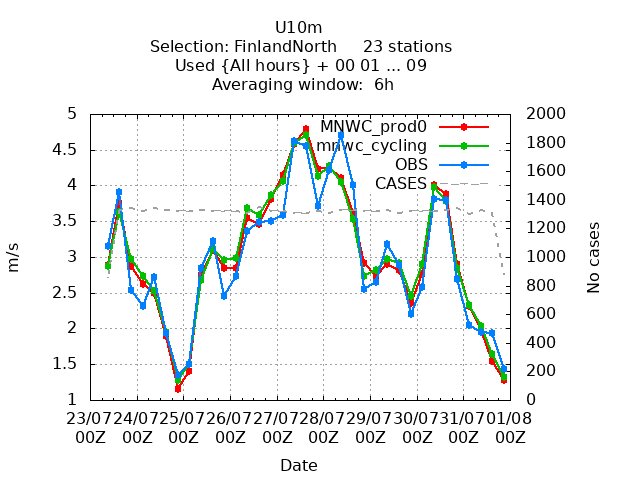 U10m
Selection: FinlandNorth 23 stations
Used {All hours} + 00 01 ... 09
Averaging window: 6h
MNWC_prod0
mnwc_cycling
OBS
CASES
5
4.5
4
3.5
3
2.5
2
1.5
1
m/s
2000
1800
1600
1400
1200
1000
800
600
400
200
0
No cases
23/07 24/07 25/07 26/07 27/07 28/07 29/07 30/07 31/07 01/08
00Z 00Z 00Z 00Z 00Z 00Z 00Z 00Z 00Z 00Z
Date